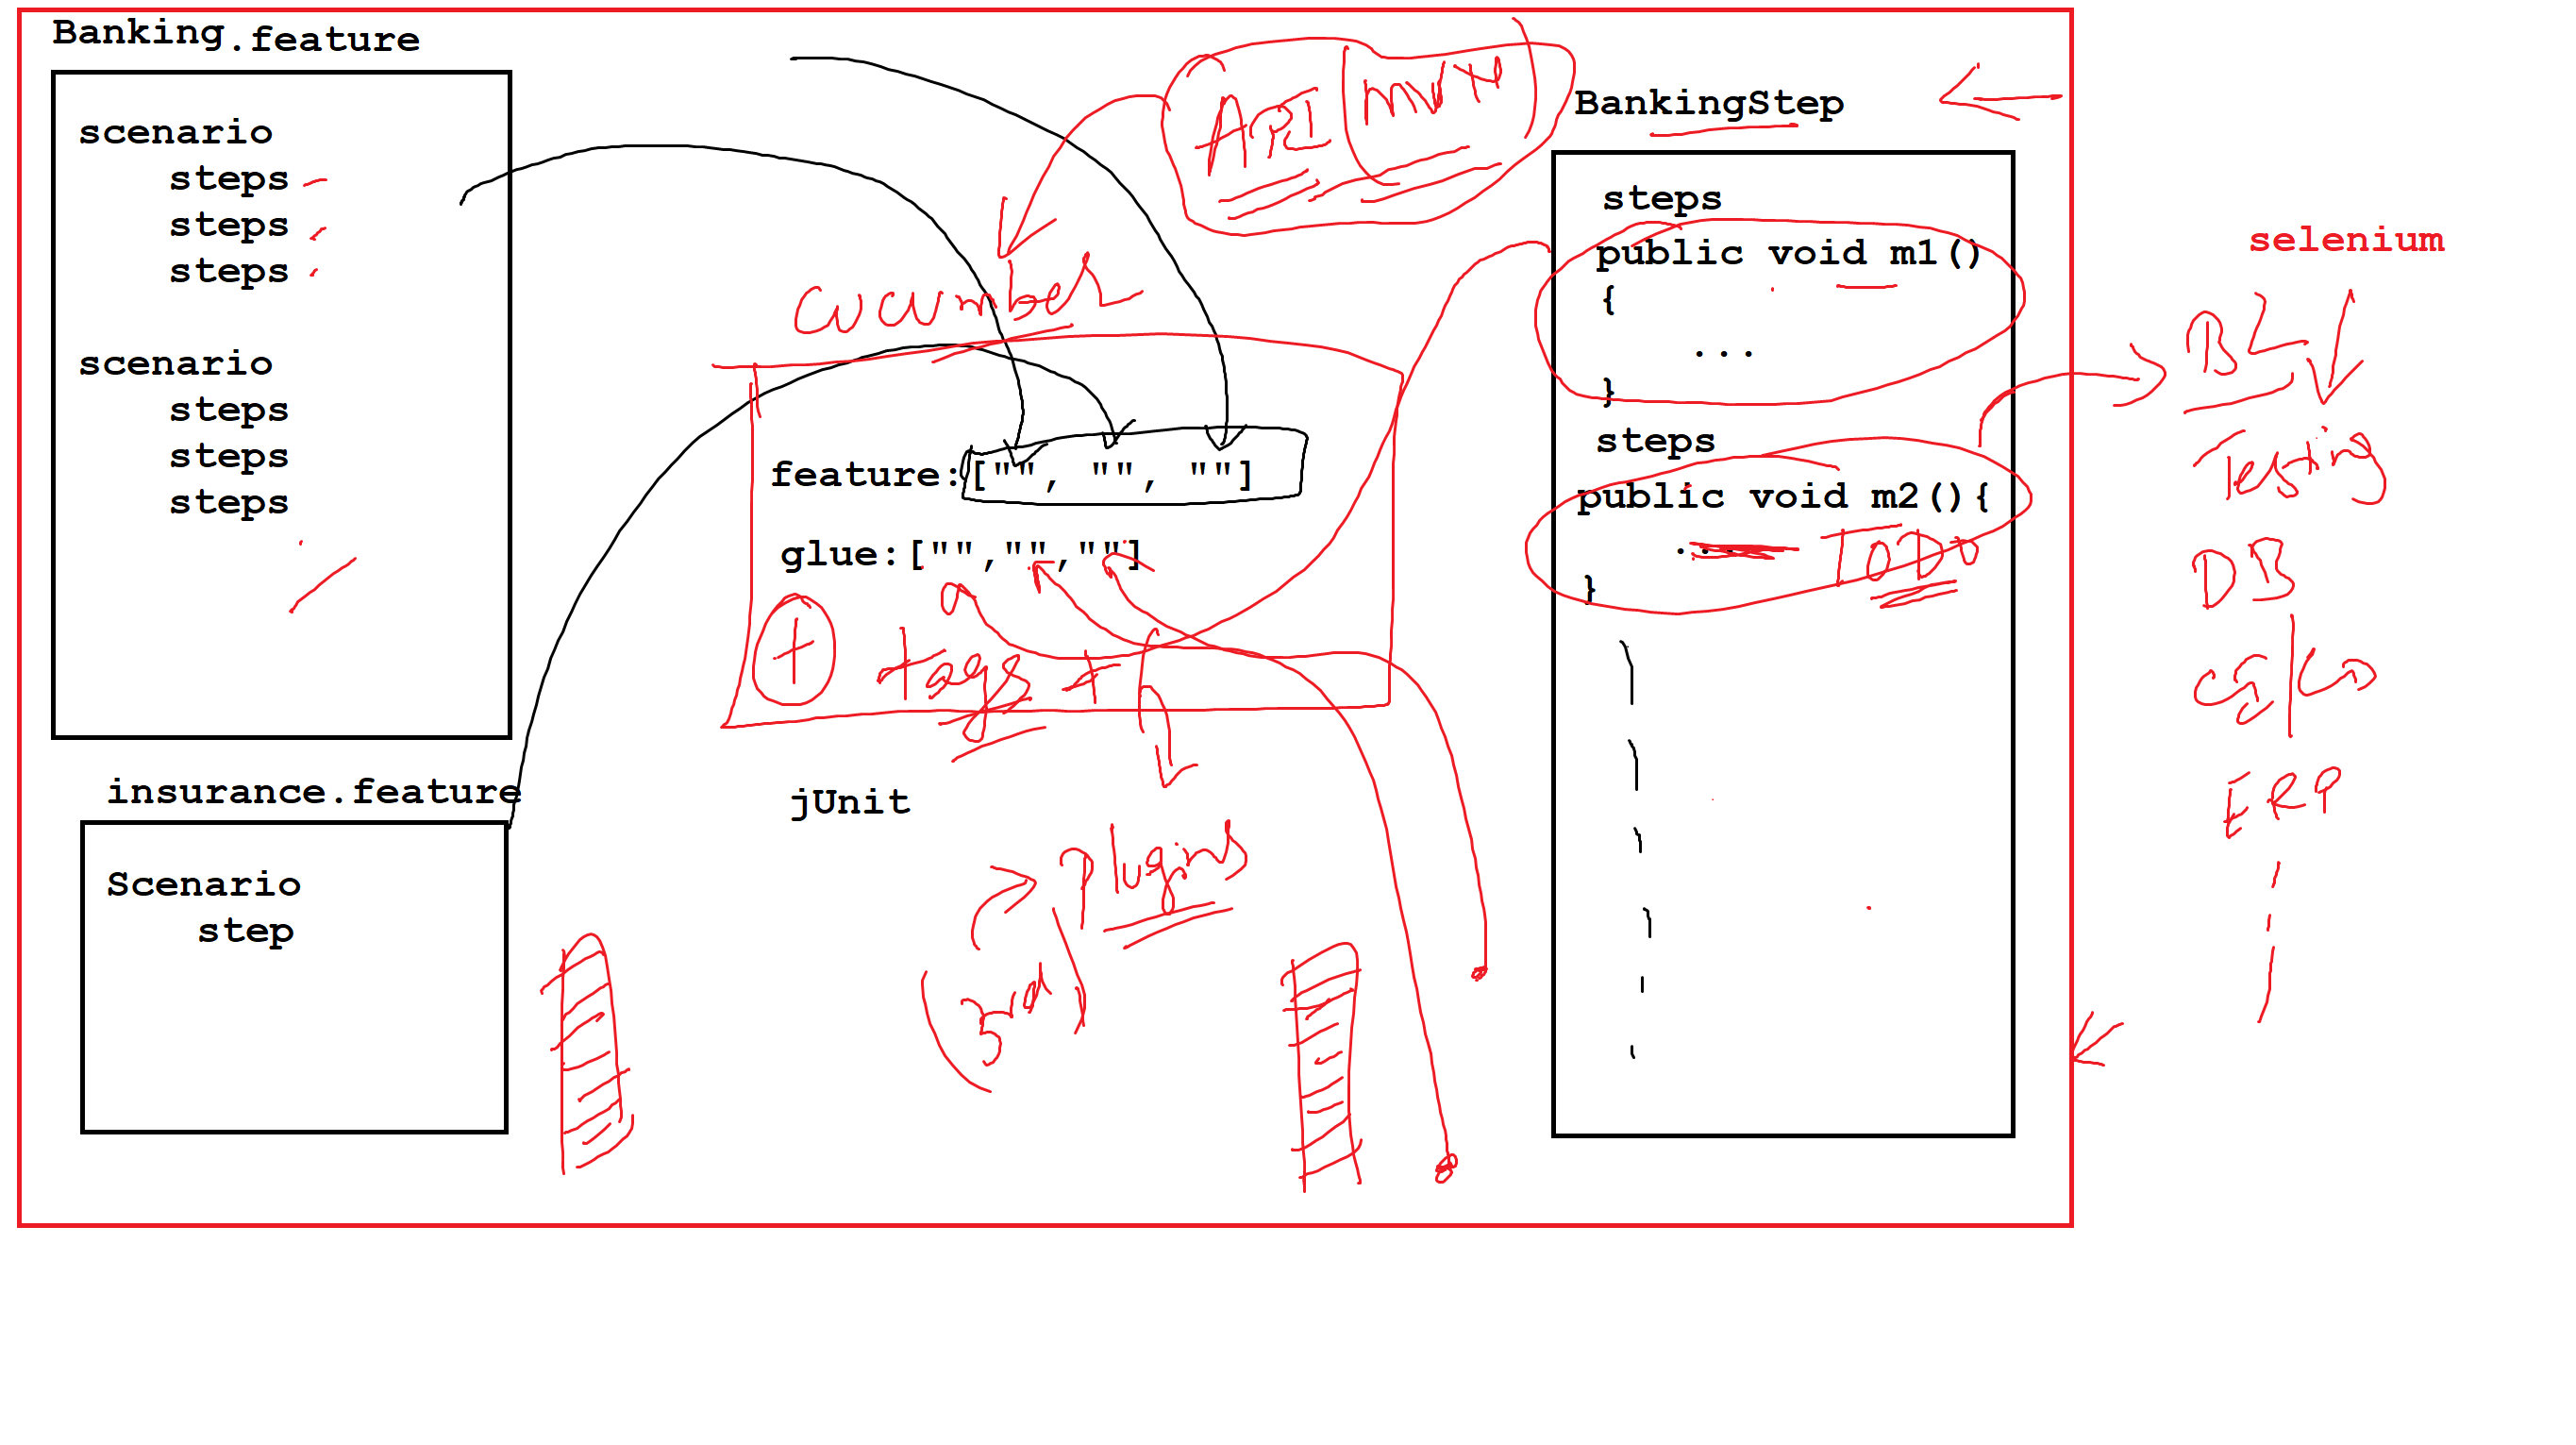 Banking.feature
scenario
steps
steps
steps
scenario
steps
steps
steps
insurance.feature
Scenario
step
API MVN
cucumber
feature:["", "", ""]
glue:["","",""]
+ tags +
jUnit
Plugins
(3rd)
BankingStep
steps
public void m1()
{
...
}
steps
public void m2(){
... TODO
}
selenium
BL
Testing
DB
ERP